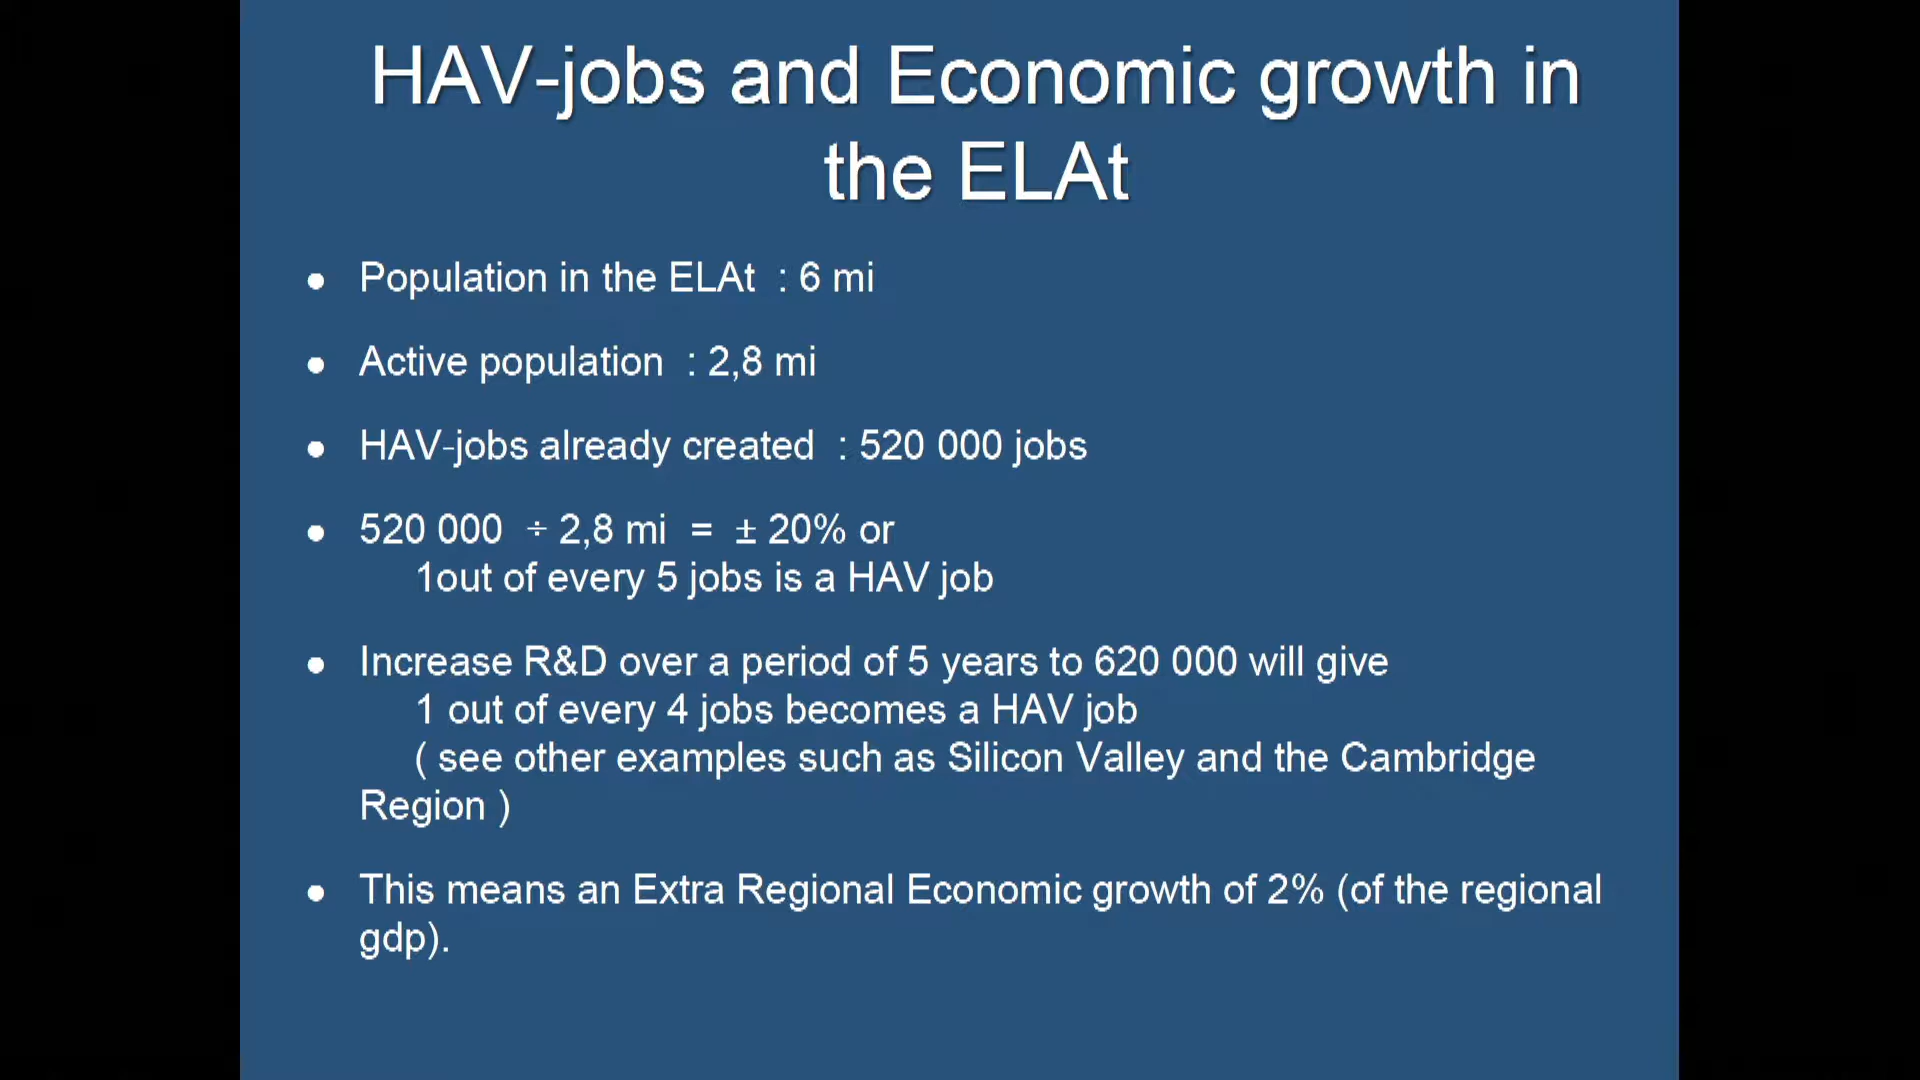 HAV-jobs and Economic growth in
the ELAt
● Population in the ELAt : 6 mi
● Active population : 2,8 mi
● HAV-jobs already created : 520 000 jobs
● 520 000 ÷ 2,8 mi = ± 20% or
1out of every 5 jobs is a HAV job
● Increase R&D over a period of 5 years to 620 000 will give
1 out of every 4 jobs becomes a HAV job
( see other examples such as Silicon Valley and the Cambridge
Region )
● This means an Extra Regional Economic growth of 2% (of the regional
gdp).